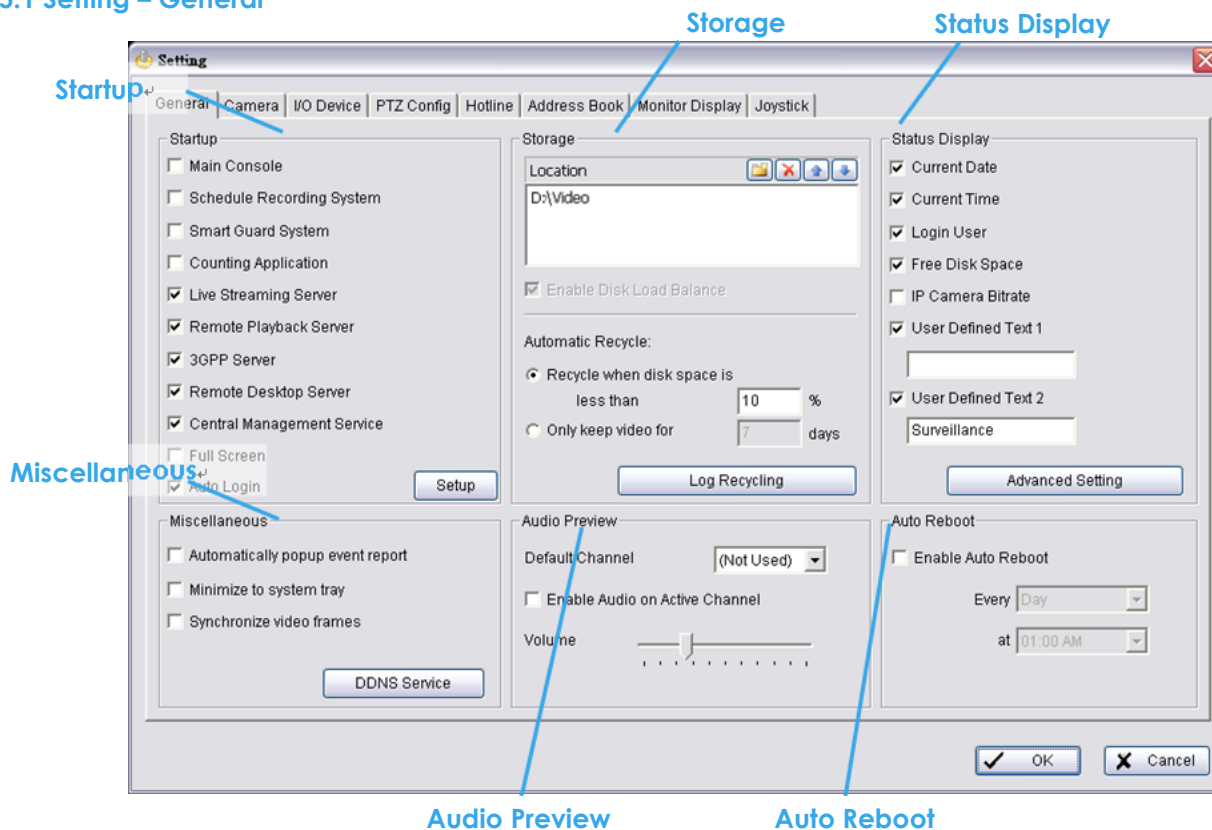 Setting – General
Storage
Status Display
Setting
Startup
General
Camera
I/O Device
PTZ Config
Hotline
Address Book
Monitor Display
Joystick
Startup
Main Console
Schedule Recording System
Smart Guard System
Counting Application
Live Streaming Server
Remote Playback Server
3GPP Server
Remote Desktop Server
Central Management Service
Full Screen
Auto Login
Setup
Storage
Location
D:\Video
Enable Disk Load Balance
Automatic Recycle:
Recycle when disk space is
less than 10 %
Only keep video for 7 days
Log Recycling
Status Display
Current Date
Current Time
Login User
Free Disk Space
IP Camera Bitrate
User Defined Text 1
User Defined Text 2
Surveillance
Advanced Setting
Miscellaneous
Miscellaneous
Automatically popup event report
Minimize to system tray
Synchronize video frames
DDNS Service
Audio Preview
Default Channel (Not Used)
Enable Audio on Active Channel
Volume
Auto Reboot
Enable Auto Reboot
Every Day
at 01:00 AM
OK
Cancel
Audio Preview
Auto Reboot